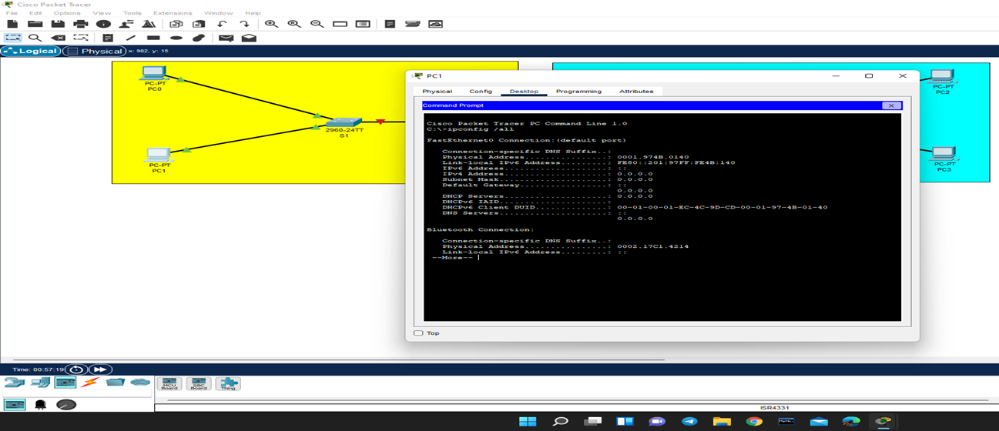 Cisco Packet Tracer
File Edit Options View Tools Extensions Window Help
Logical Physical x: 982, y: 15
PC-PT
PC0
2960-24TT
S1
PC-PT
PC1
PC1
Physical Config Desktop Programming Attributes
Command Prompt
Cisco Packet Tracer PC Command Line 1.0
C:\>ipconfig /all
FastEthernet0 Connection:(default port)
Connection-specific DNS Suffix..:
Physical Address................: 0001.974B.0140
Link-local IPv6 Address.........: FE80::201:97FF:FE4B:140
IPv6 Address....................: ::
IPv4 Address....................: 0.0.0.0
Subnet Mask.....................: 0.0.0.0
Default Gateway.................: ::
0.0.0.0
DHCP Servers....................: 0.0.0.0
DHCPv6 IAID.....................:
DHCPv6 Client DUID..............: 00-01-00-01-EC-4C-9D-CD-00-01-97-4B-01-40
DNS Servers.....................: ::
0.0.0.0
Bluetooth Connection:
Connection-specific DNS Suffix..:
Physical Address................: 0002.17C1.4214
Link-local IPv6 Address.........: ::
--More--
Top
PC-PT
PC2
PC-PT
PC3
Time: 00:57:19
MCU
Board
SBC
Board
Thing
ISR4331